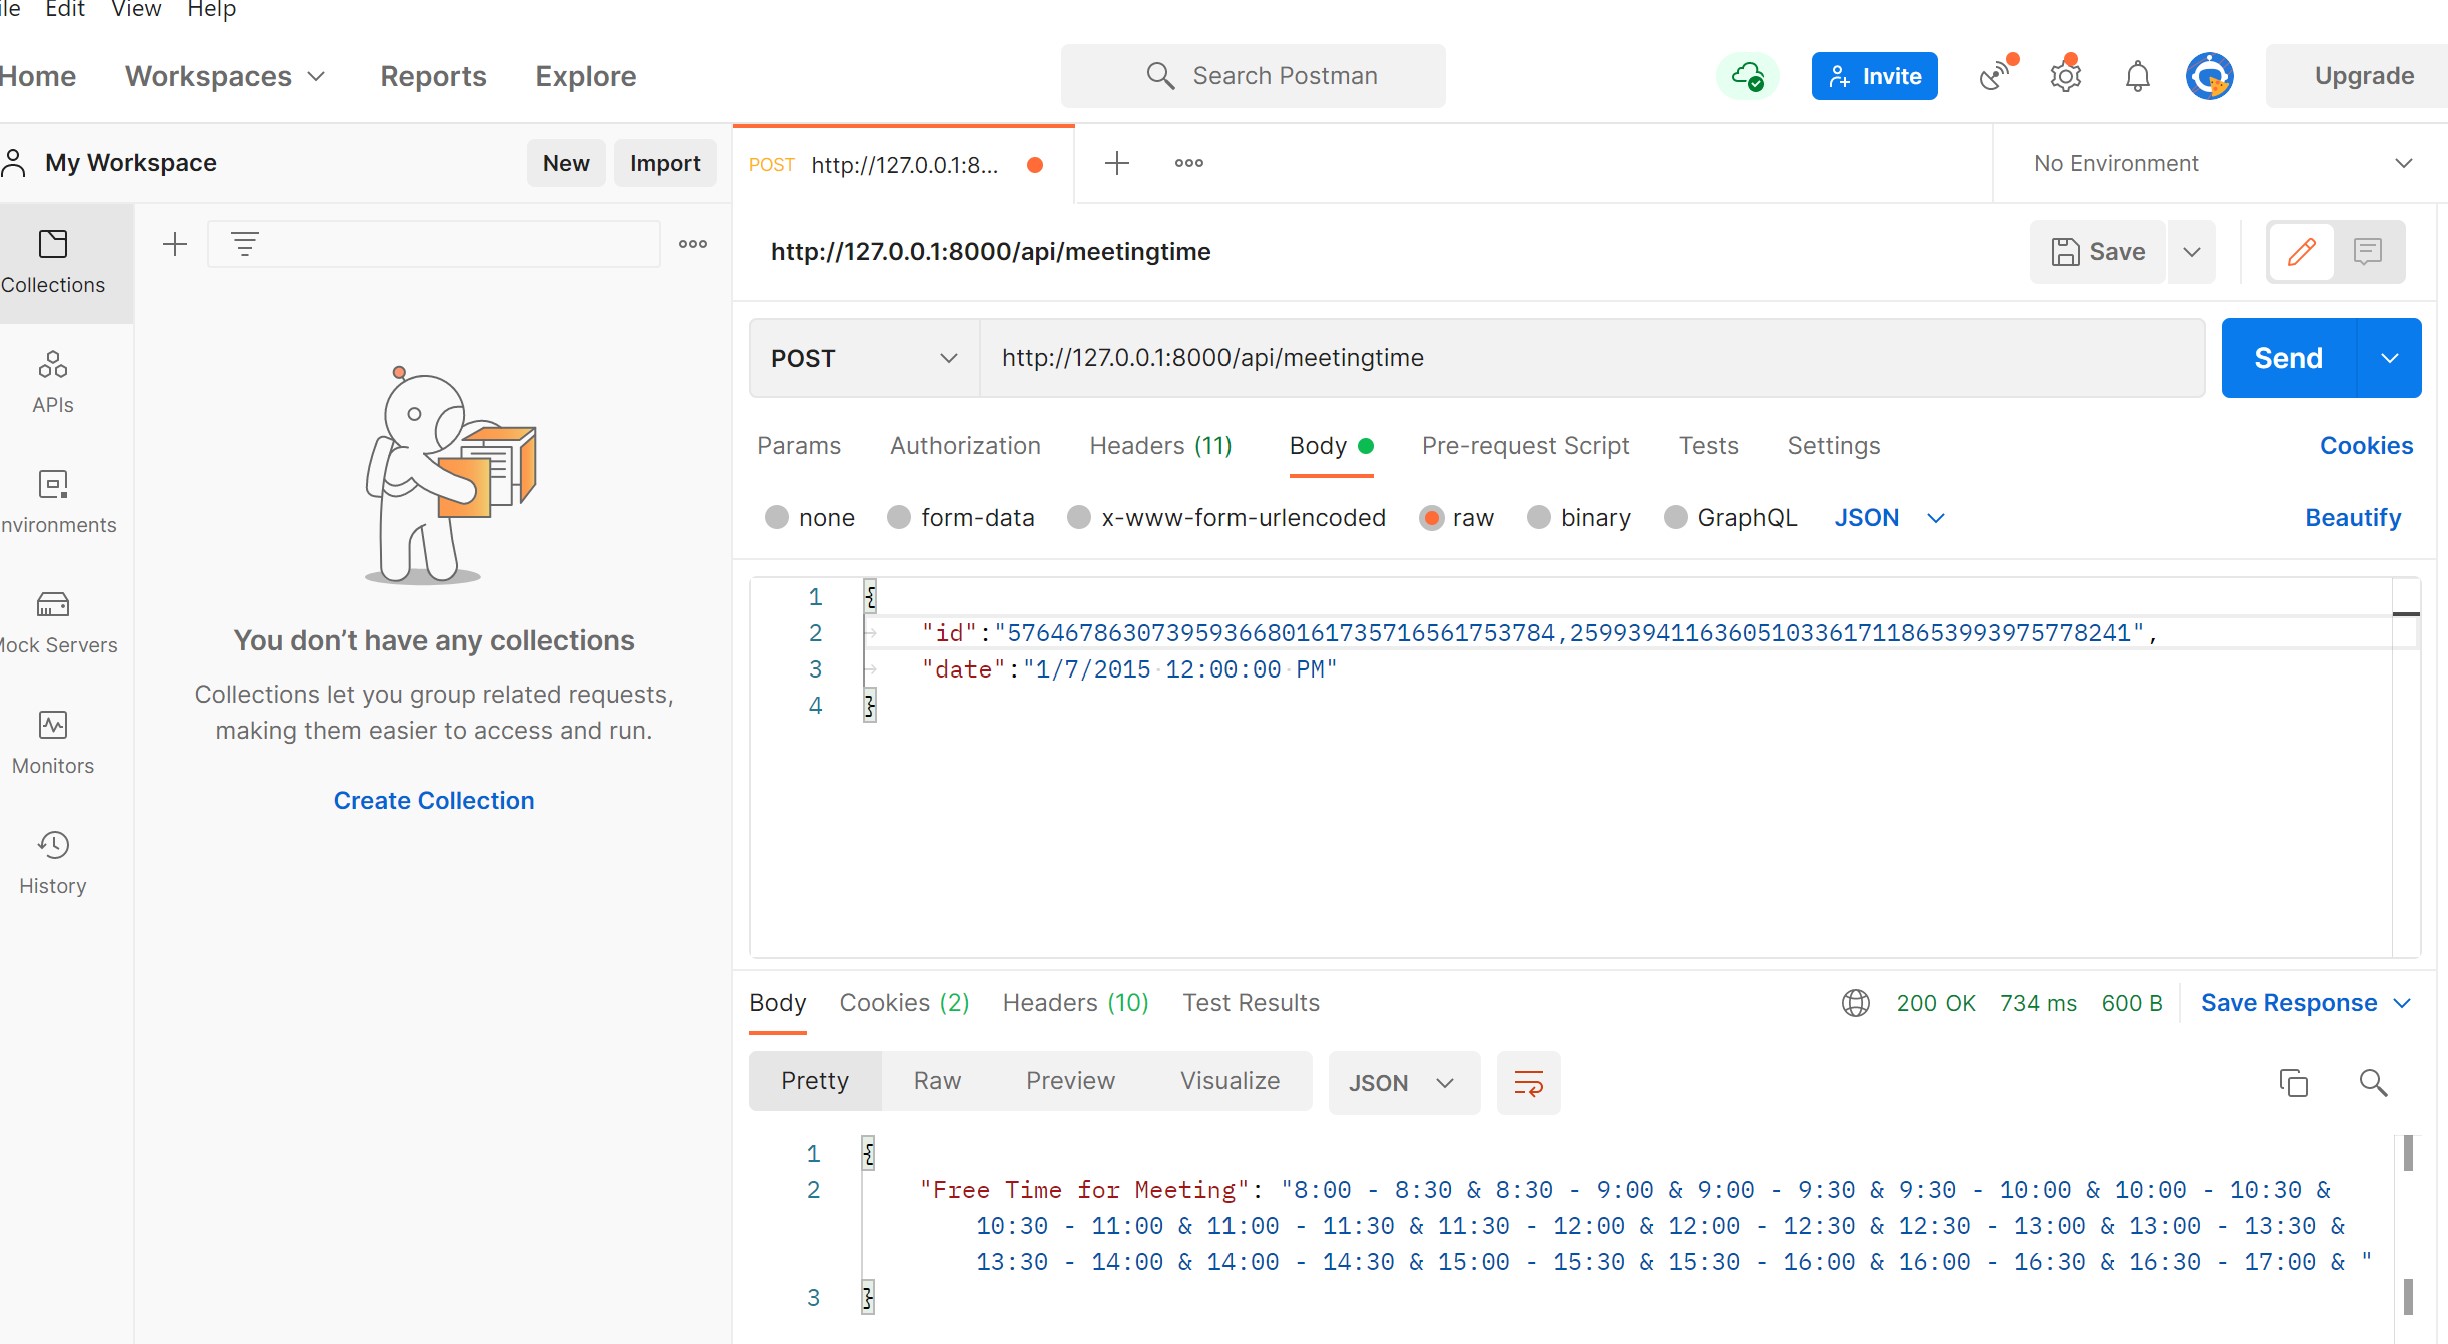 ile Edit View Help
Home Workspaces Reports Explore Search Postman Invite Upgrade
My Workspace New Import POST http://127.0.0.1:8... No Environment
Collections
APIs
nvironments
Mock Servers
Monitors
History
You don't have any collections
Collections let you group related requests,
making them easier to access and run.
Create Collection
http://127.0.0.1:8000/api/meetingtime Save
POST http://127.0.0.1:8000/api/meetingtime Send
Params Authorization Headers (11) Body Pre-request Script Tests Settings Cookies
none form-data x-www-form-urlencoded raw binary GraphQL JSON Beautify
1 {
2 "id":"57646786307395936680161735716561753784,259939411636051033617118653993975778241",
3 "date":"1/7/2015 12:00:00 PM"
4 }
Body Cookies (2) Headers (10) Test Results 200 OK 734 ms 600 B Save Response
Pretty Raw Preview Visualize JSON
1 {
2 "Free Time for Meeting": "8:00 - 8:30 & 8:30 - 9:00 & 9:00 - 9:30 & 9:30 - 10:00 & 10:00 - 10:30 &
10:30 - 11:00 & 11:00 - 11:30 & 11:30 - 12:00 & 12:00 - 12:30 & 12:30 - 13:00 & 13:00 - 13:30 &
13:30 - 14:00 & 14:00 - 14:30 & 15:00 - 15:30 & 15:30 - 16:00 & 16:00 - 16:30 & 16:30 - 17:00 & "
3 }